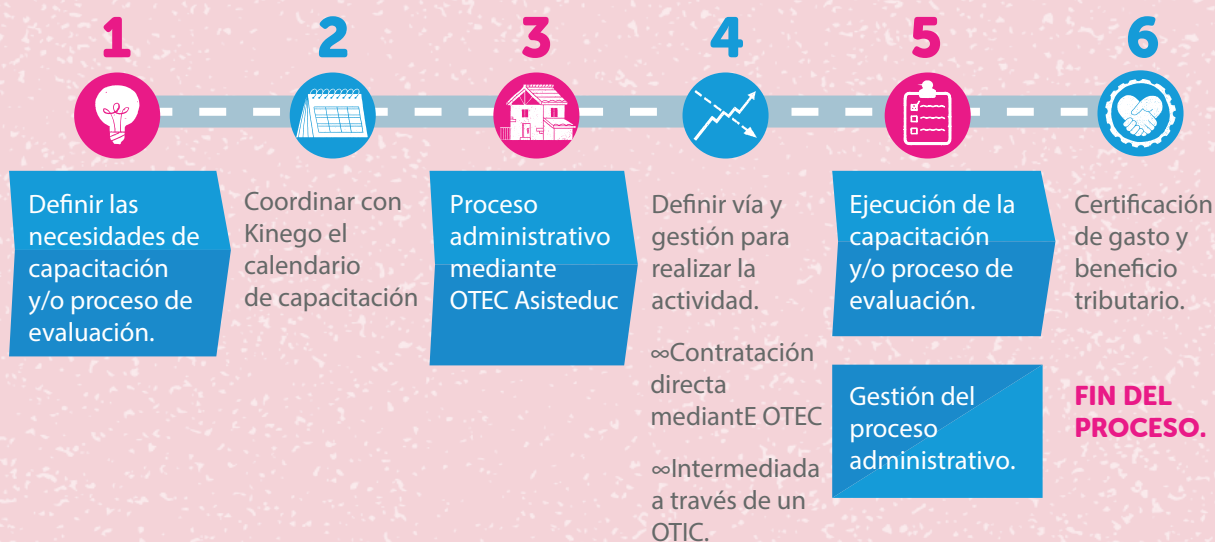 1
Definir las
necesidades de
capacitación
y/o proceso de
evaluación.
2
Coordinar con
Kinego el
calendario
de capacitación
3
Proceso
administrativo
mediante
OTEC Asisteduc
4
Definir vía y
gestión para
realizar la
actividad.
∞Contratación
directa
mediantE OTEC
∞Intermediada
a través de un
OTIC.
5
Ejecución de la
capacitación
y/o proceso de
evaluación.
Gestión del
proceso
administrativo.
6
Certificación
de gasto y
beneficio
tributario.
FIN DEL
PROCESO.